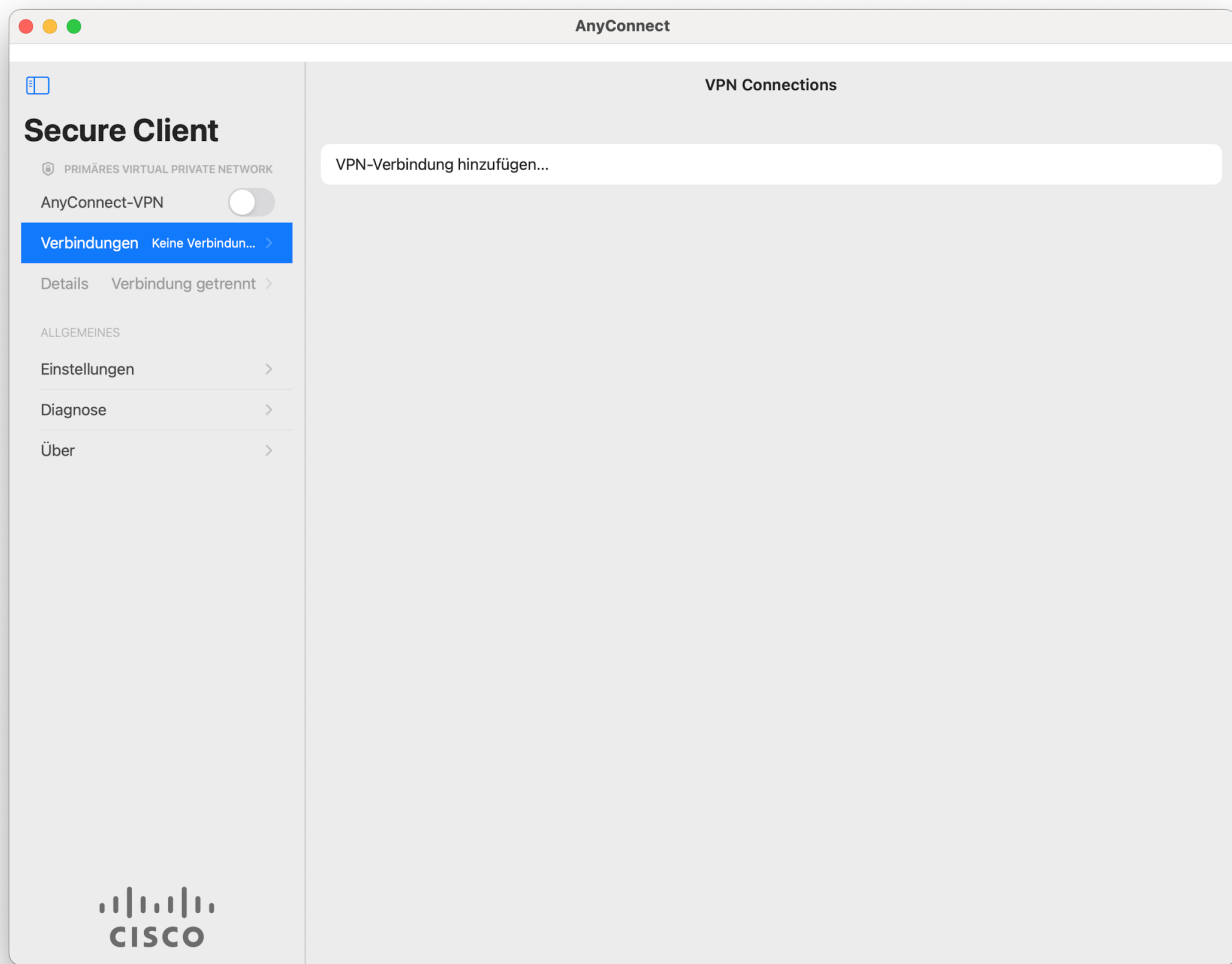 AnyConnect
Secure Client
PRIMÄRES VIRTUAL PRIVATE NETWORK
AnyConnect-VPN
Verbindungen Keine Verbindun...
Details Verbindung getrennt
ALLGEMEINES
Einstellungen
Diagnose
Über
CISCO
VPN Connections
VPN-Verbindung hinzufügen...